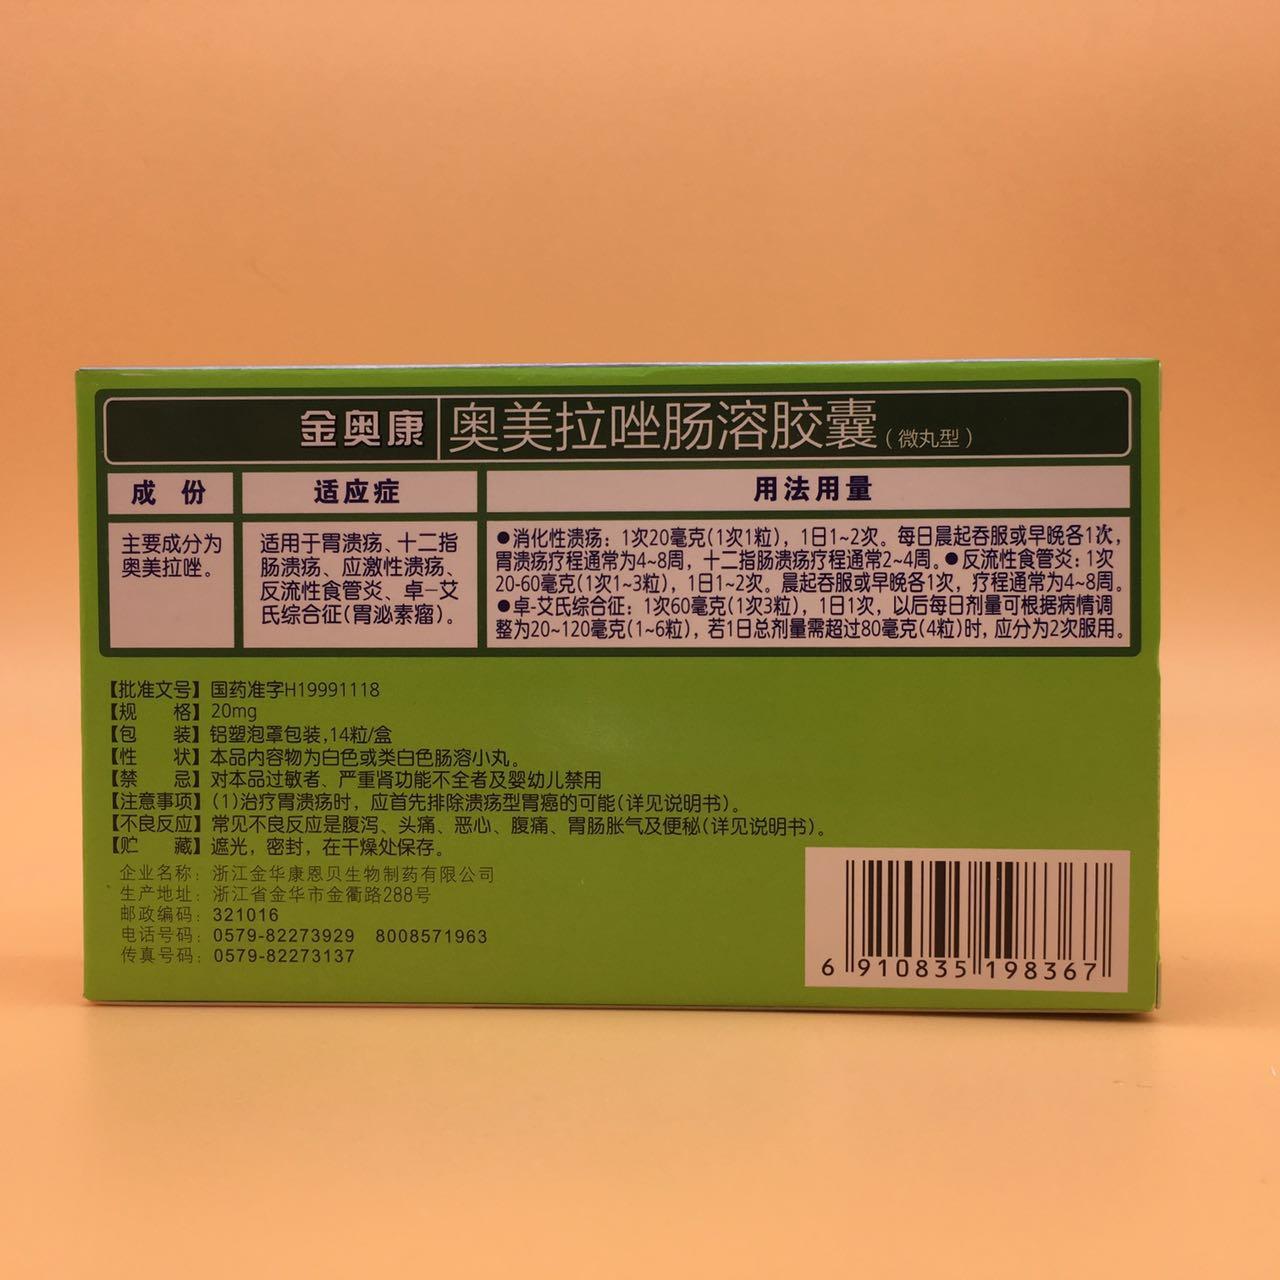 金奥康 奥美拉唑肠溶胶囊(微丸型)
成 份
主要成分为
奥美拉唑。
适应症
适用于胃溃疡、十二指
肠溃疡、应激性溃疡、
反流性食管炎、卓-艾
氏综合征(胃泌素瘤)。
用法用量
●消化性溃疡：1次20毫克(1次1粒)，1日1~2次。每日晨起吞服或早晚各1次，
胃溃疡疗程通常为4~8周，十二指肠溃疡疗程通常2~4周。●反流性食管炎：1次
20-60毫克(1次1~3粒)，1日1~2次。晨起吞服或早晚各1次，疗程通常为4~8周。
●卓-艾氏综合征：1次60毫克(1次3粒)，1日1次，以后每日剂量可根据病情调
整为20~120毫克(1~6粒)，若1日总剂量需超过80毫克(4粒)时，应分为2次服用。
【批准文号】国药准字H19991118
【规 格】20mg
【包 装】铝塑泡罩包装,14粒/盒
【性 状】本品内容物为白色或类白色肠溶小丸。
【禁 忌】对本品过敏者、严重肾功能不全者及婴幼儿禁用
【注意事项】(1)治疗胃溃疡时，应首先排除溃疡型胃癌的可能(详见说明书)。
【不良反应】常见不良反应是腹泻、头痛、恶心、腹痛、胃肠胀气及便秘(详见说明书)。
【贮 藏】遮光，密封，在干燥处保存。
企业名称：浙江金华康恩贝生物制药有限公司
生产地址：浙江省金华市金衢路288号
邮政编码：321016
电话号码：0579-82273929 8008571963
传真号码：0579-82273137
6 910835 198367